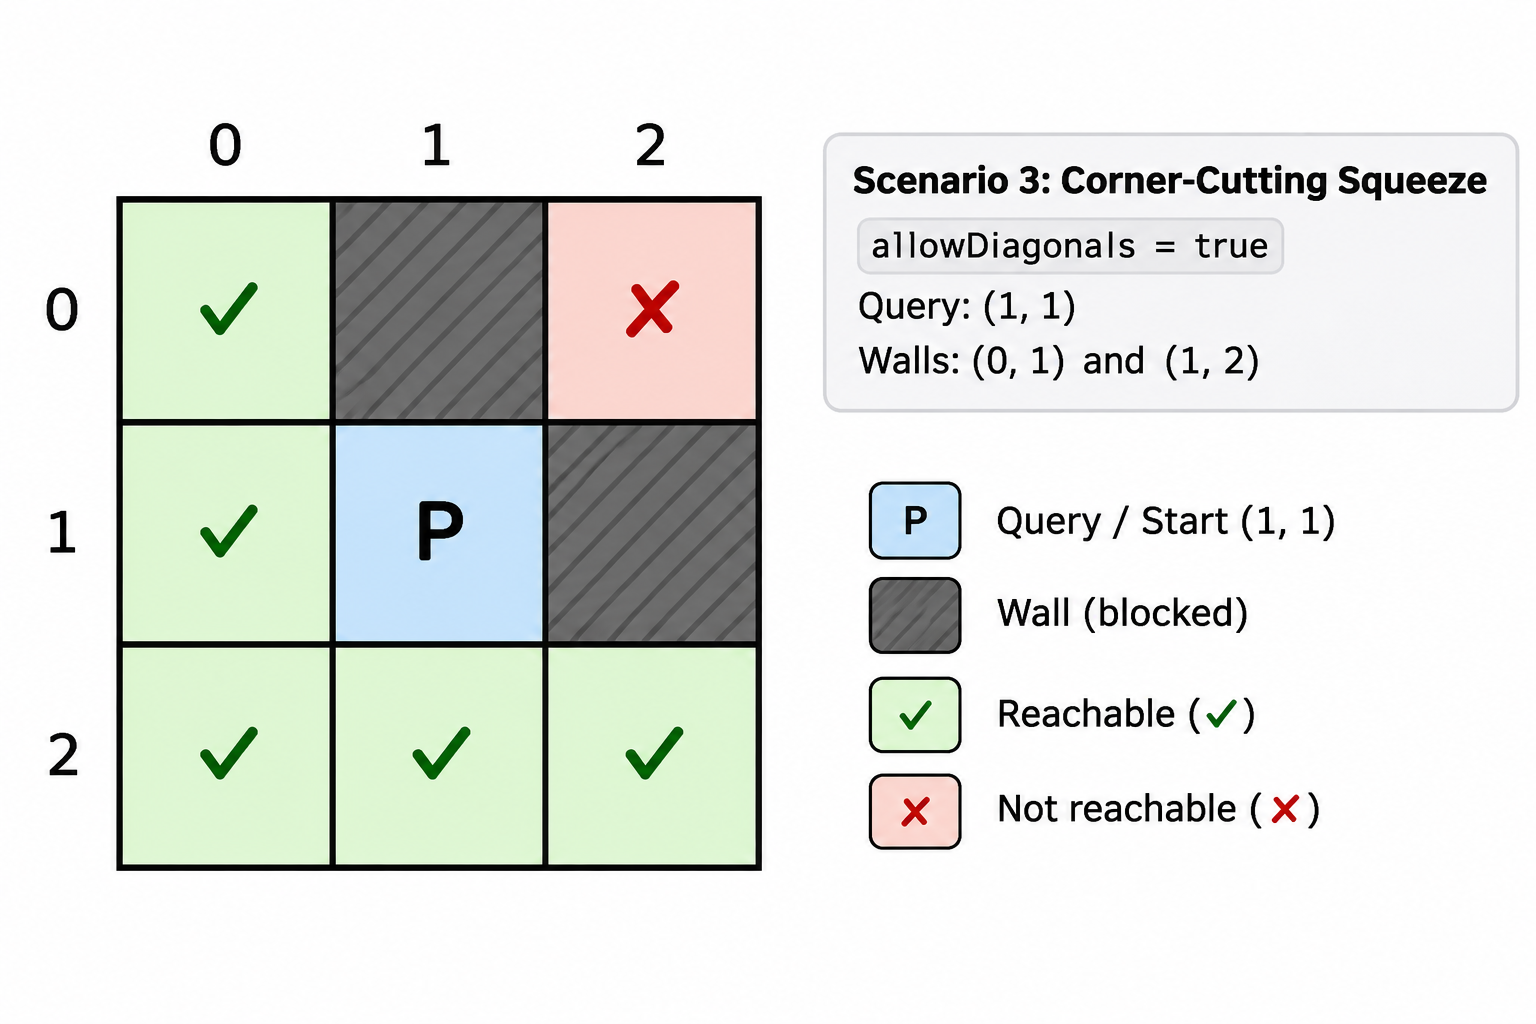 0 1 2
Scenario 3: Corner-Cutting Squeeze
allowDiagonals = true
Query: (1, 1)
Walls: (0, 1) and (1, 2)
0 ✓ ✗
1 ✓ P
2 ✓ ✓ ✓
P Query / Start (1, 1)
Wall (blocked)
✓ Reachable (✓)
✗ Not reachable (✗)